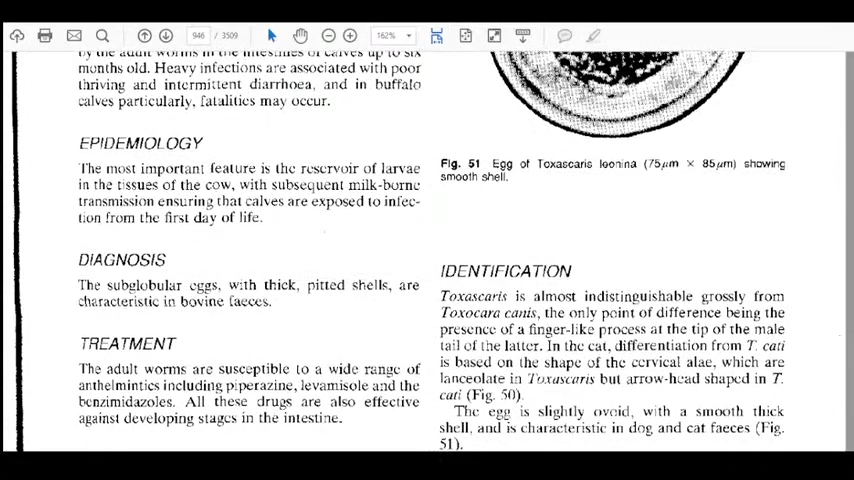 946 / 3509
162%
by the adult worms in the intestines of calves up to six
months old. Heavy infections are associated with poor
thriving and intermittent diarrhoea, and in buffalo
calves particularly, fatalities may occur.
EPIDEMIOLOGY
The most important feature is the reservoir of larvae
in the tissues of the cow, with subsequent milk-borne
transmission ensuring that calves are exposed to infec-
tion from the first day of life.
DIAGNOSIS
The subglobular eggs, with thick, pitted shells, are
characteristic in bovine faeces.
TREATMENT
The adult worms are susceptible to a wide range of
anthelmintics including piperazine, levamisole and the
benzimidazoles. All these drugs are also effective
against developing stages in the intestine.
Fig. 51 Egg of Toxascaris leonina (75μm × 85μm) showing
smooth shell.
IDENTIFICATION
Toxascaris is almost indistinguishable grossly from
Toxocara canis, the only point of difference being the
presence of a finger-like process at the tip of the male
tail of the latter. In the cat, differentiation from T. cati
is based on the shape of the cervical alae, which are
lanceolate in Toxascaris but arrow-head shaped in T.
cati (Fig. 50).
The egg is slightly ovoid, with a smooth thick
shell, and is characteristic in dog and cat faeces (Fig.
51).